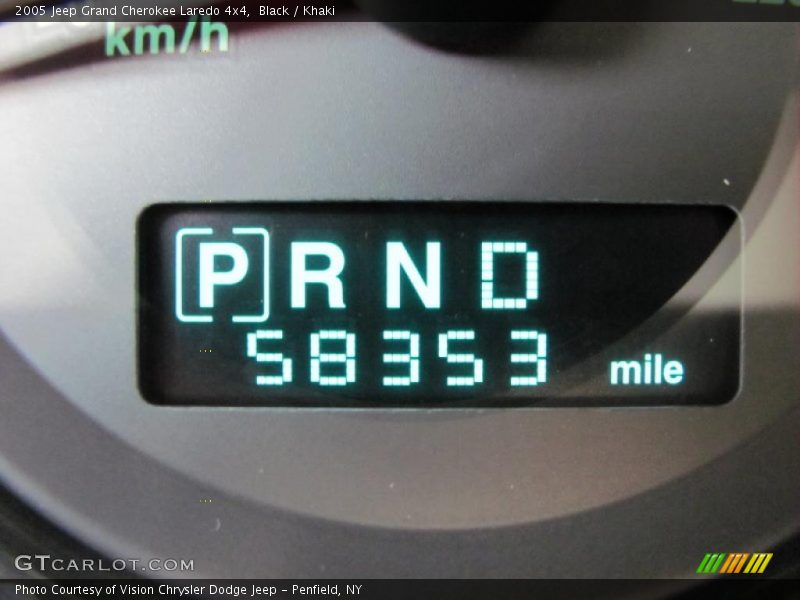 2005 Jeep Grand Cherokee Laredo 4x4, Black / Khaki
km/h
[P] R N D
58353 mile
GTCARLOT.COM
Photo Courtesy of Vision Chrysler Dodge Jeep - Penfield, NY